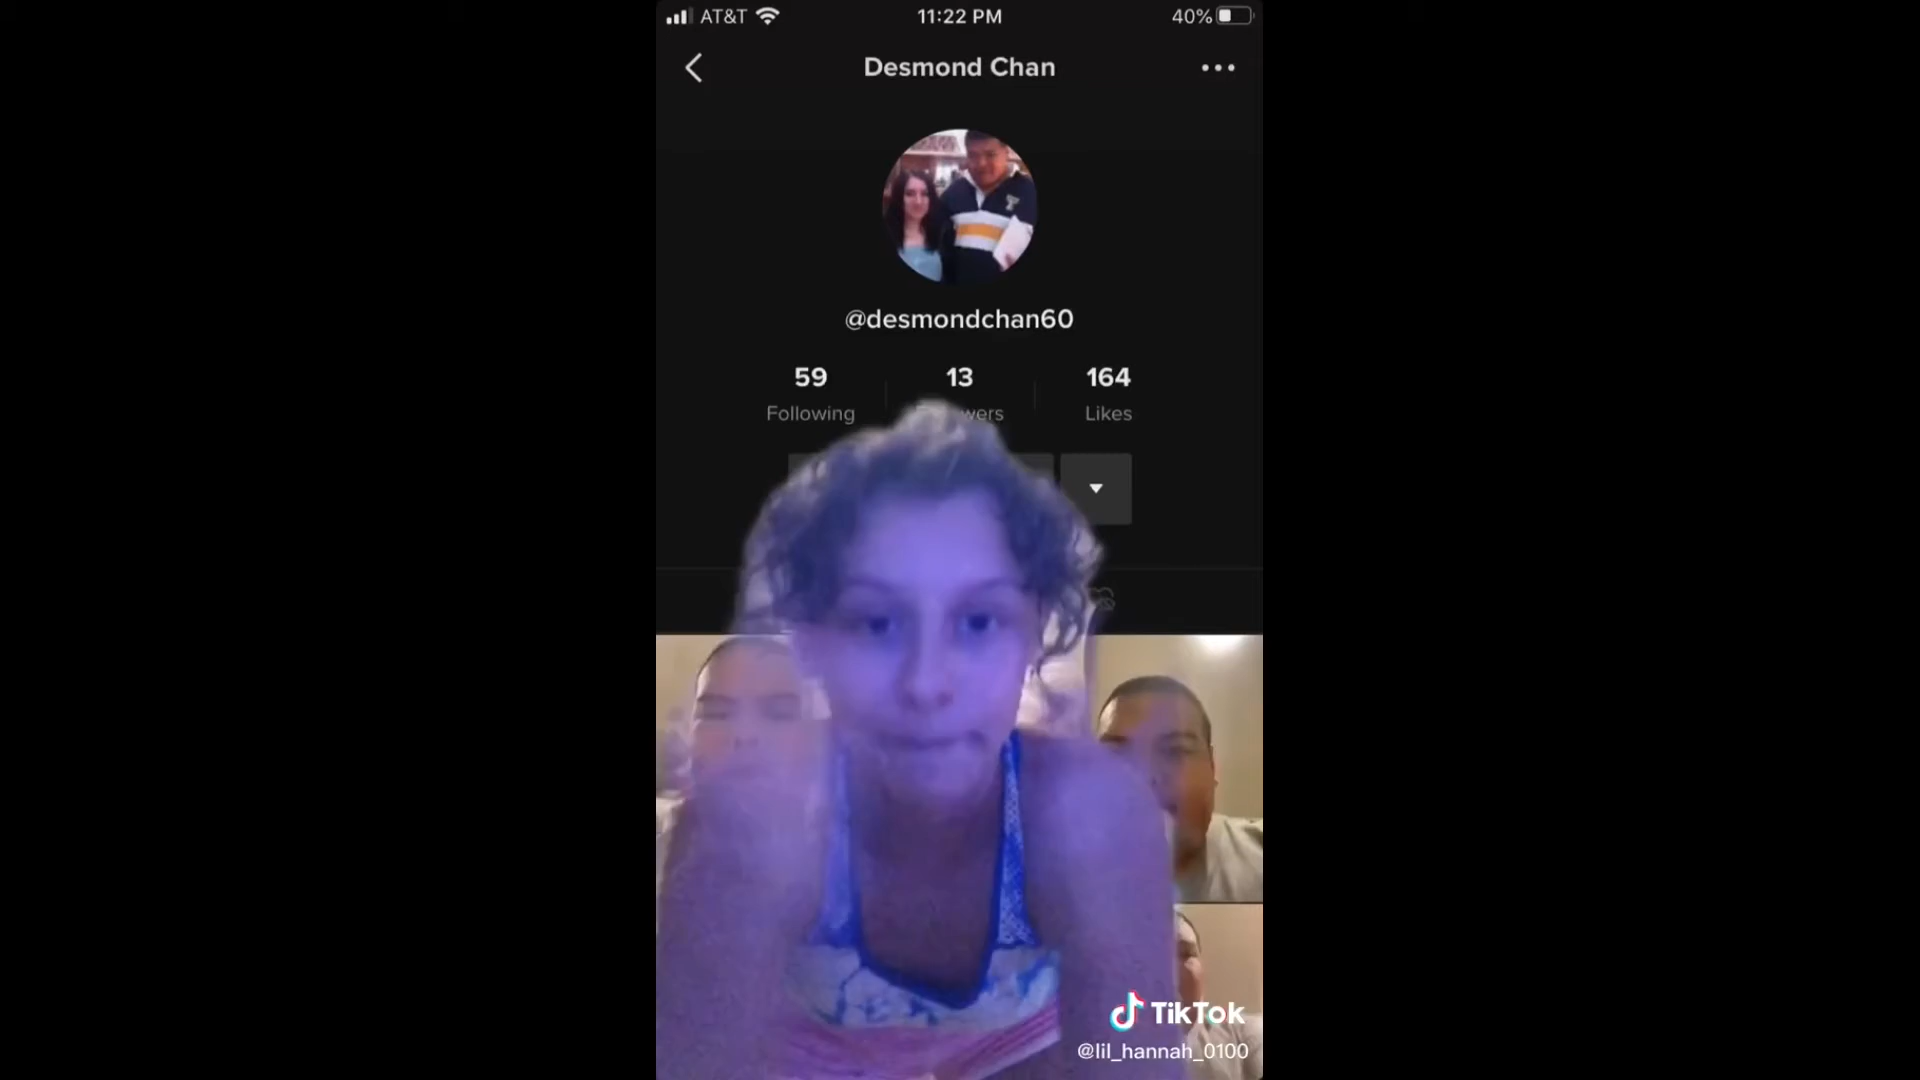 AT&T 11:22 PM 40%
Desmond Chan
@desmondchan60
59 13 164
Following Likes
TikTok
@lil_hannah_0100